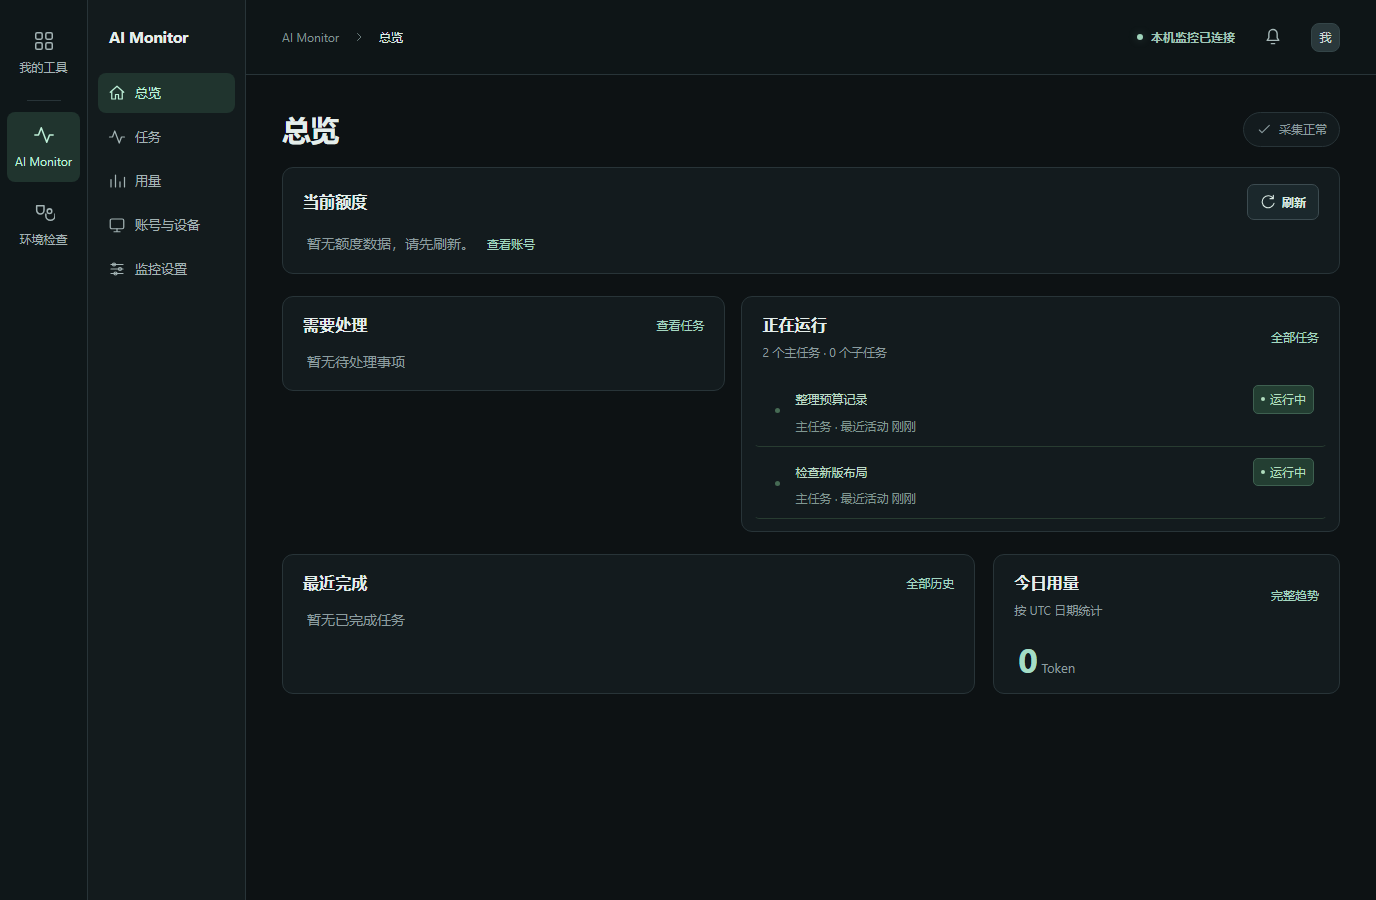 我的工具
AI Monitor
环境检查
AI Monitor
总览
任务
用量
账号与设备
监控设置
AI Monitor > 总览
本机监控已连接
我
总览
采集正常
当前额度
刷新
暂无额度数据，请先刷新。 查看账号
需要处理
查看任务
暂无待处理事项
正在运行
2 个主任务 · 0 个子任务
全部任务
整理预算记录
主任务 · 最近活动 刚刚
运行中
检查新版布局
主任务 · 最近活动 刚刚
运行中
最近完成
全部历史
暂无已完成任务
今日用量
按 UTC 日期统计
完整趋势
0 Token